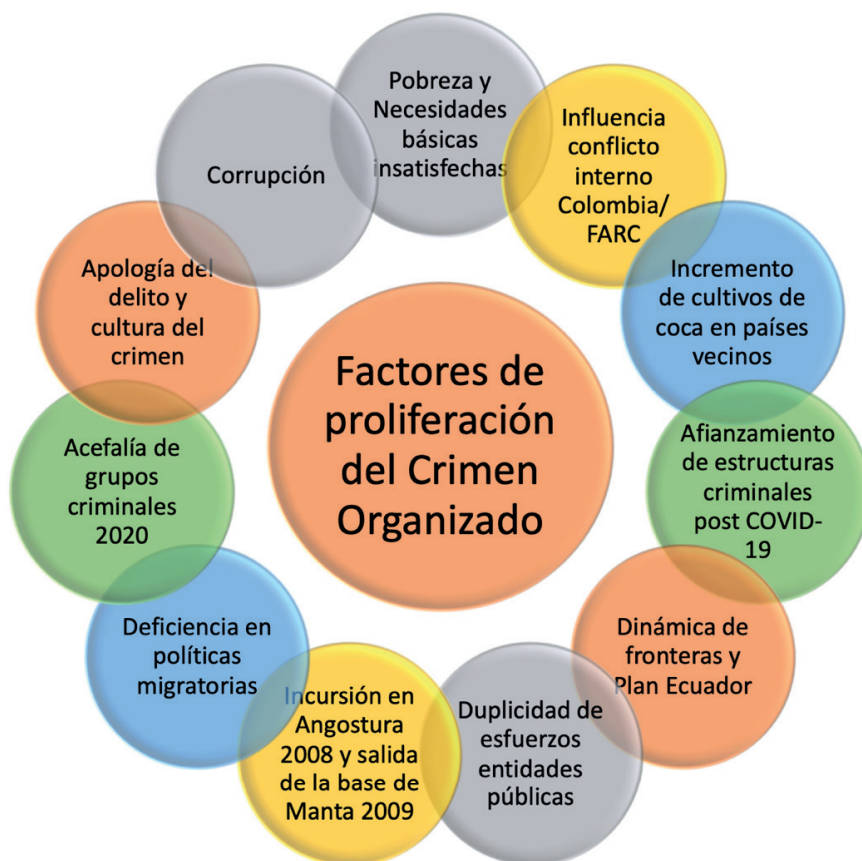 Pobreza y
Necesidades
básicas
insatisfechas
Influencia
conflicto
interno
Colombia/
FARC
Incremento
de cultivos de
coca en países
vecinos
Afianzamiento
de estructuras
criminales
post COVID-
19
Dinámica de
fronteras y
Plan Ecuador
Duplicidad de
esfuerzos
entidades
públicas
Incursión en
Angostura
2008 y salida
de la base de
Manta 2009
Deficiencia en
políticas
migratorias
Acefalía de
grupos
criminales
2020
Apología del
delito y
cultura del
crimen
Corrupción
Factores de
proliferación
del Crimen
Organizado